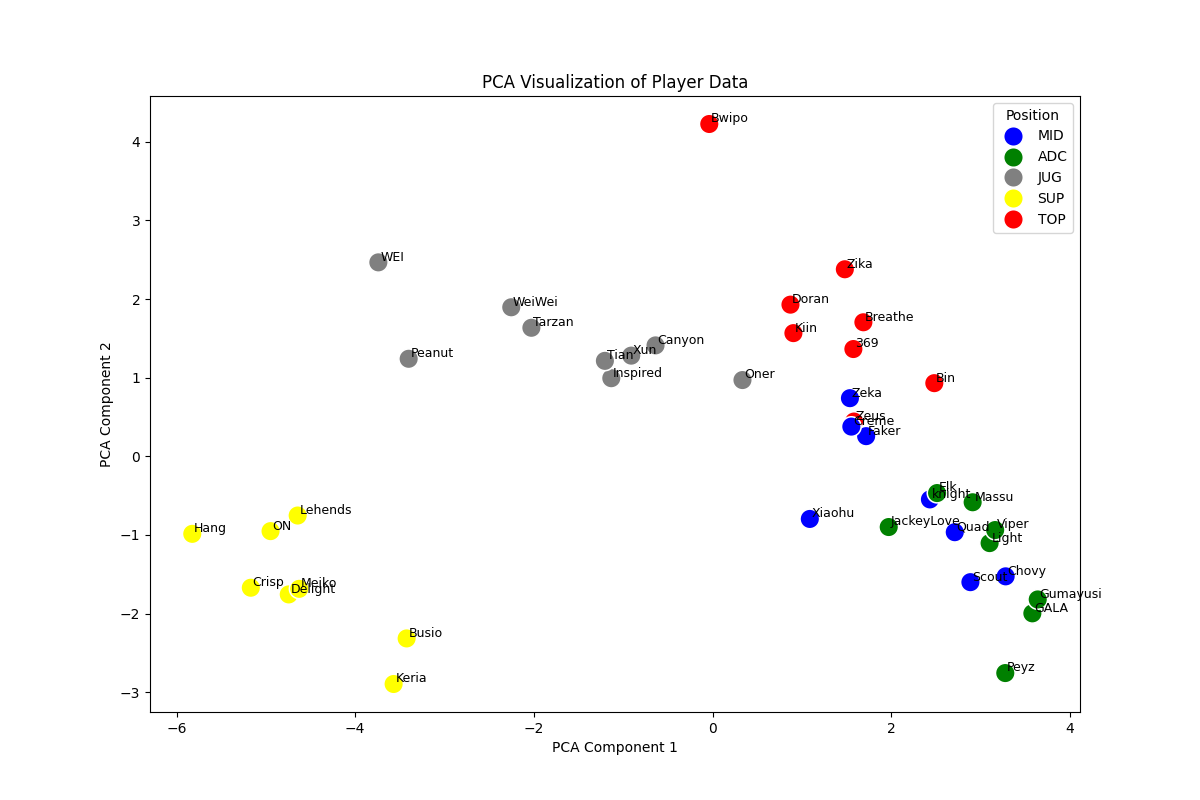 PCA Visualization of Player Data
Position
MID
ADC
JUG
SUP
TOP
Bwipo
WEI
Zika
WeiWei
Doran
Tarzan
Breathe
Kiin
Canyon
369
Peanut
Tian
Xun
Inspired
Oner
Bin
Zeka
Zeus
Creme
Faker
Elk
knight
Massu
Lehends
Xiaohu
JackeyLove
Quad
Viper
Light
Hang
ON
Crisp
Meiko
Delight
Scout
Chovy
Gumayusi
GALA
Busio
Keria
Peyz
4
3
2
1
0
−1
−2
−3
PCA Component 2
−6
−4
−2
0
2
4
PCA Component 1